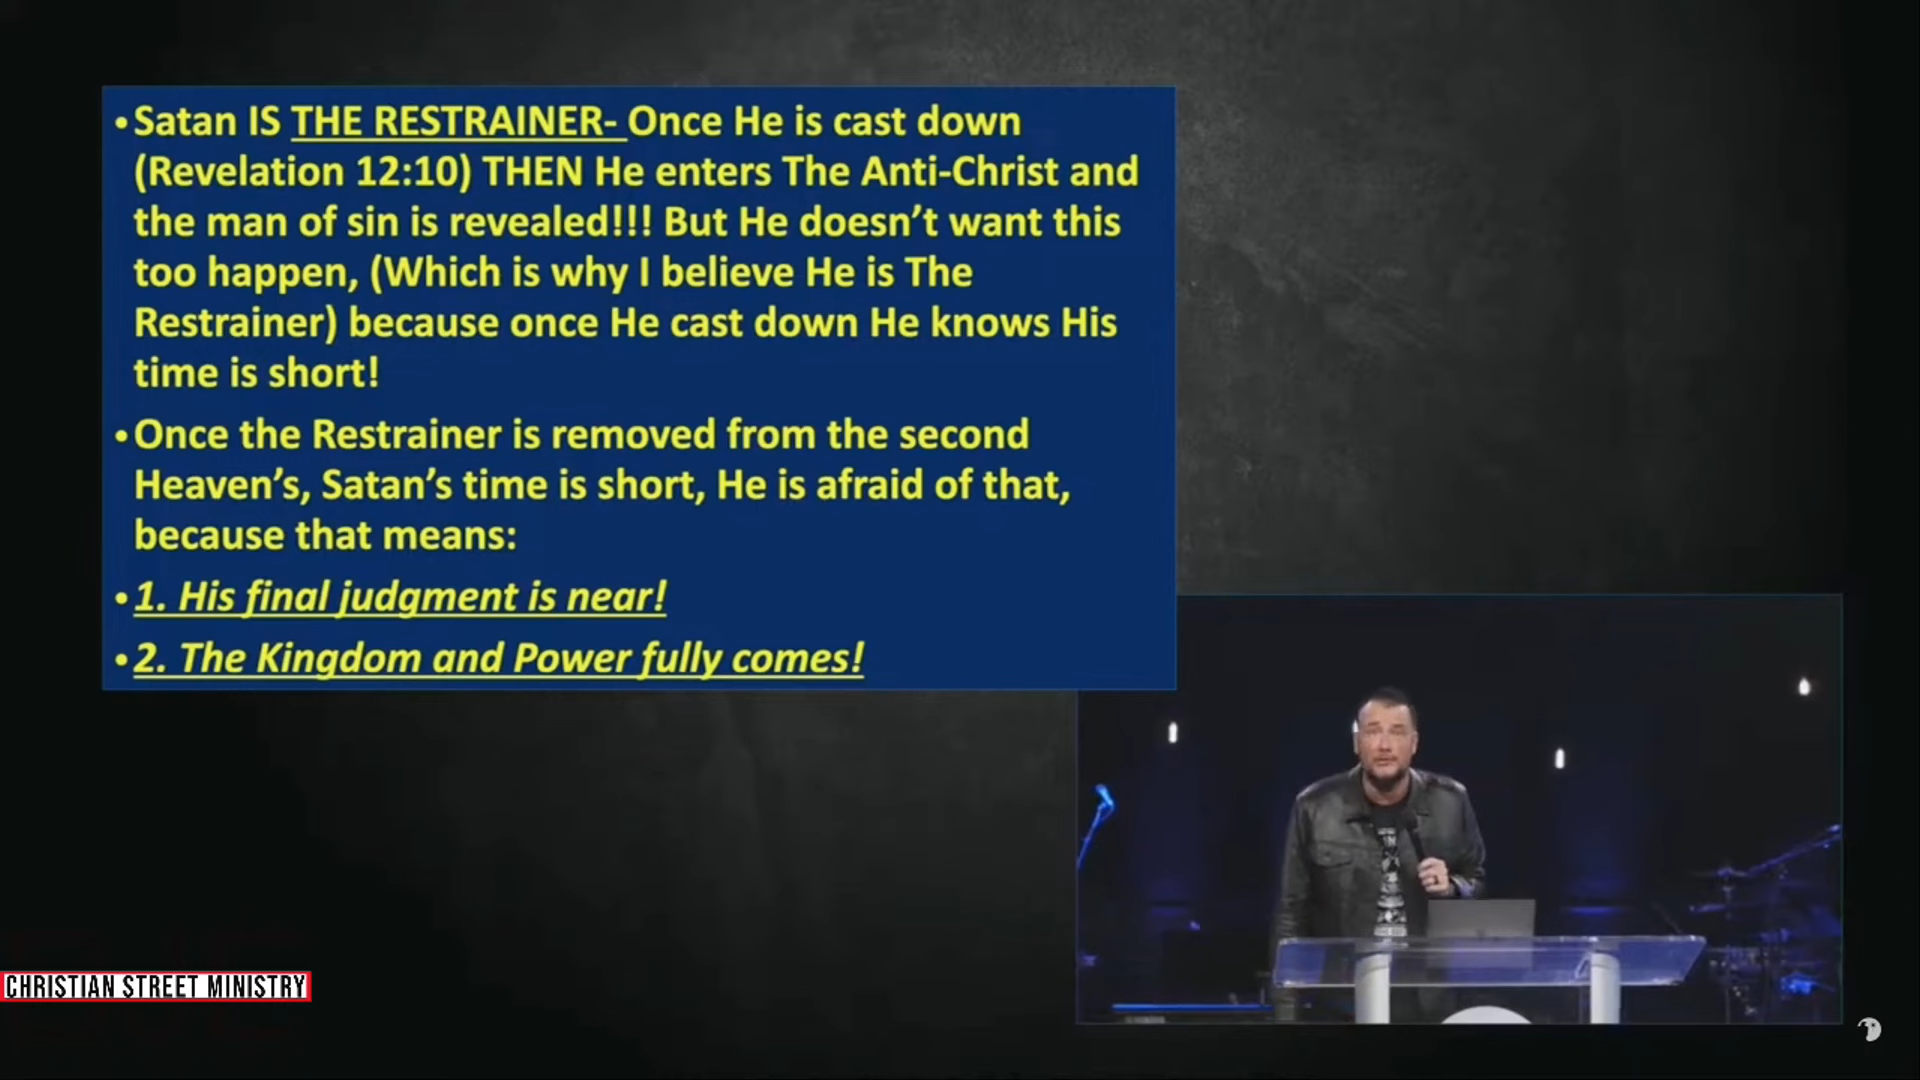 •Satan IS THE RESTRAINER- Once He is cast down
(Revelation 12:10) THEN He enters The Anti-Christ and
the man of sin is revealed!!! But He doesn’t want this
too happen, (Which is why I believe He is The
Restrainer) because once He cast down He knows His
time is short!
•Once the Restrainer is removed from the second
Heaven’s, Satan’s time is short, He is afraid of that,
because that means:
•1. His final judgment is near!
•2. The Kingdom and Power fully comes!
CHRISTIAN STREET MINISTRY